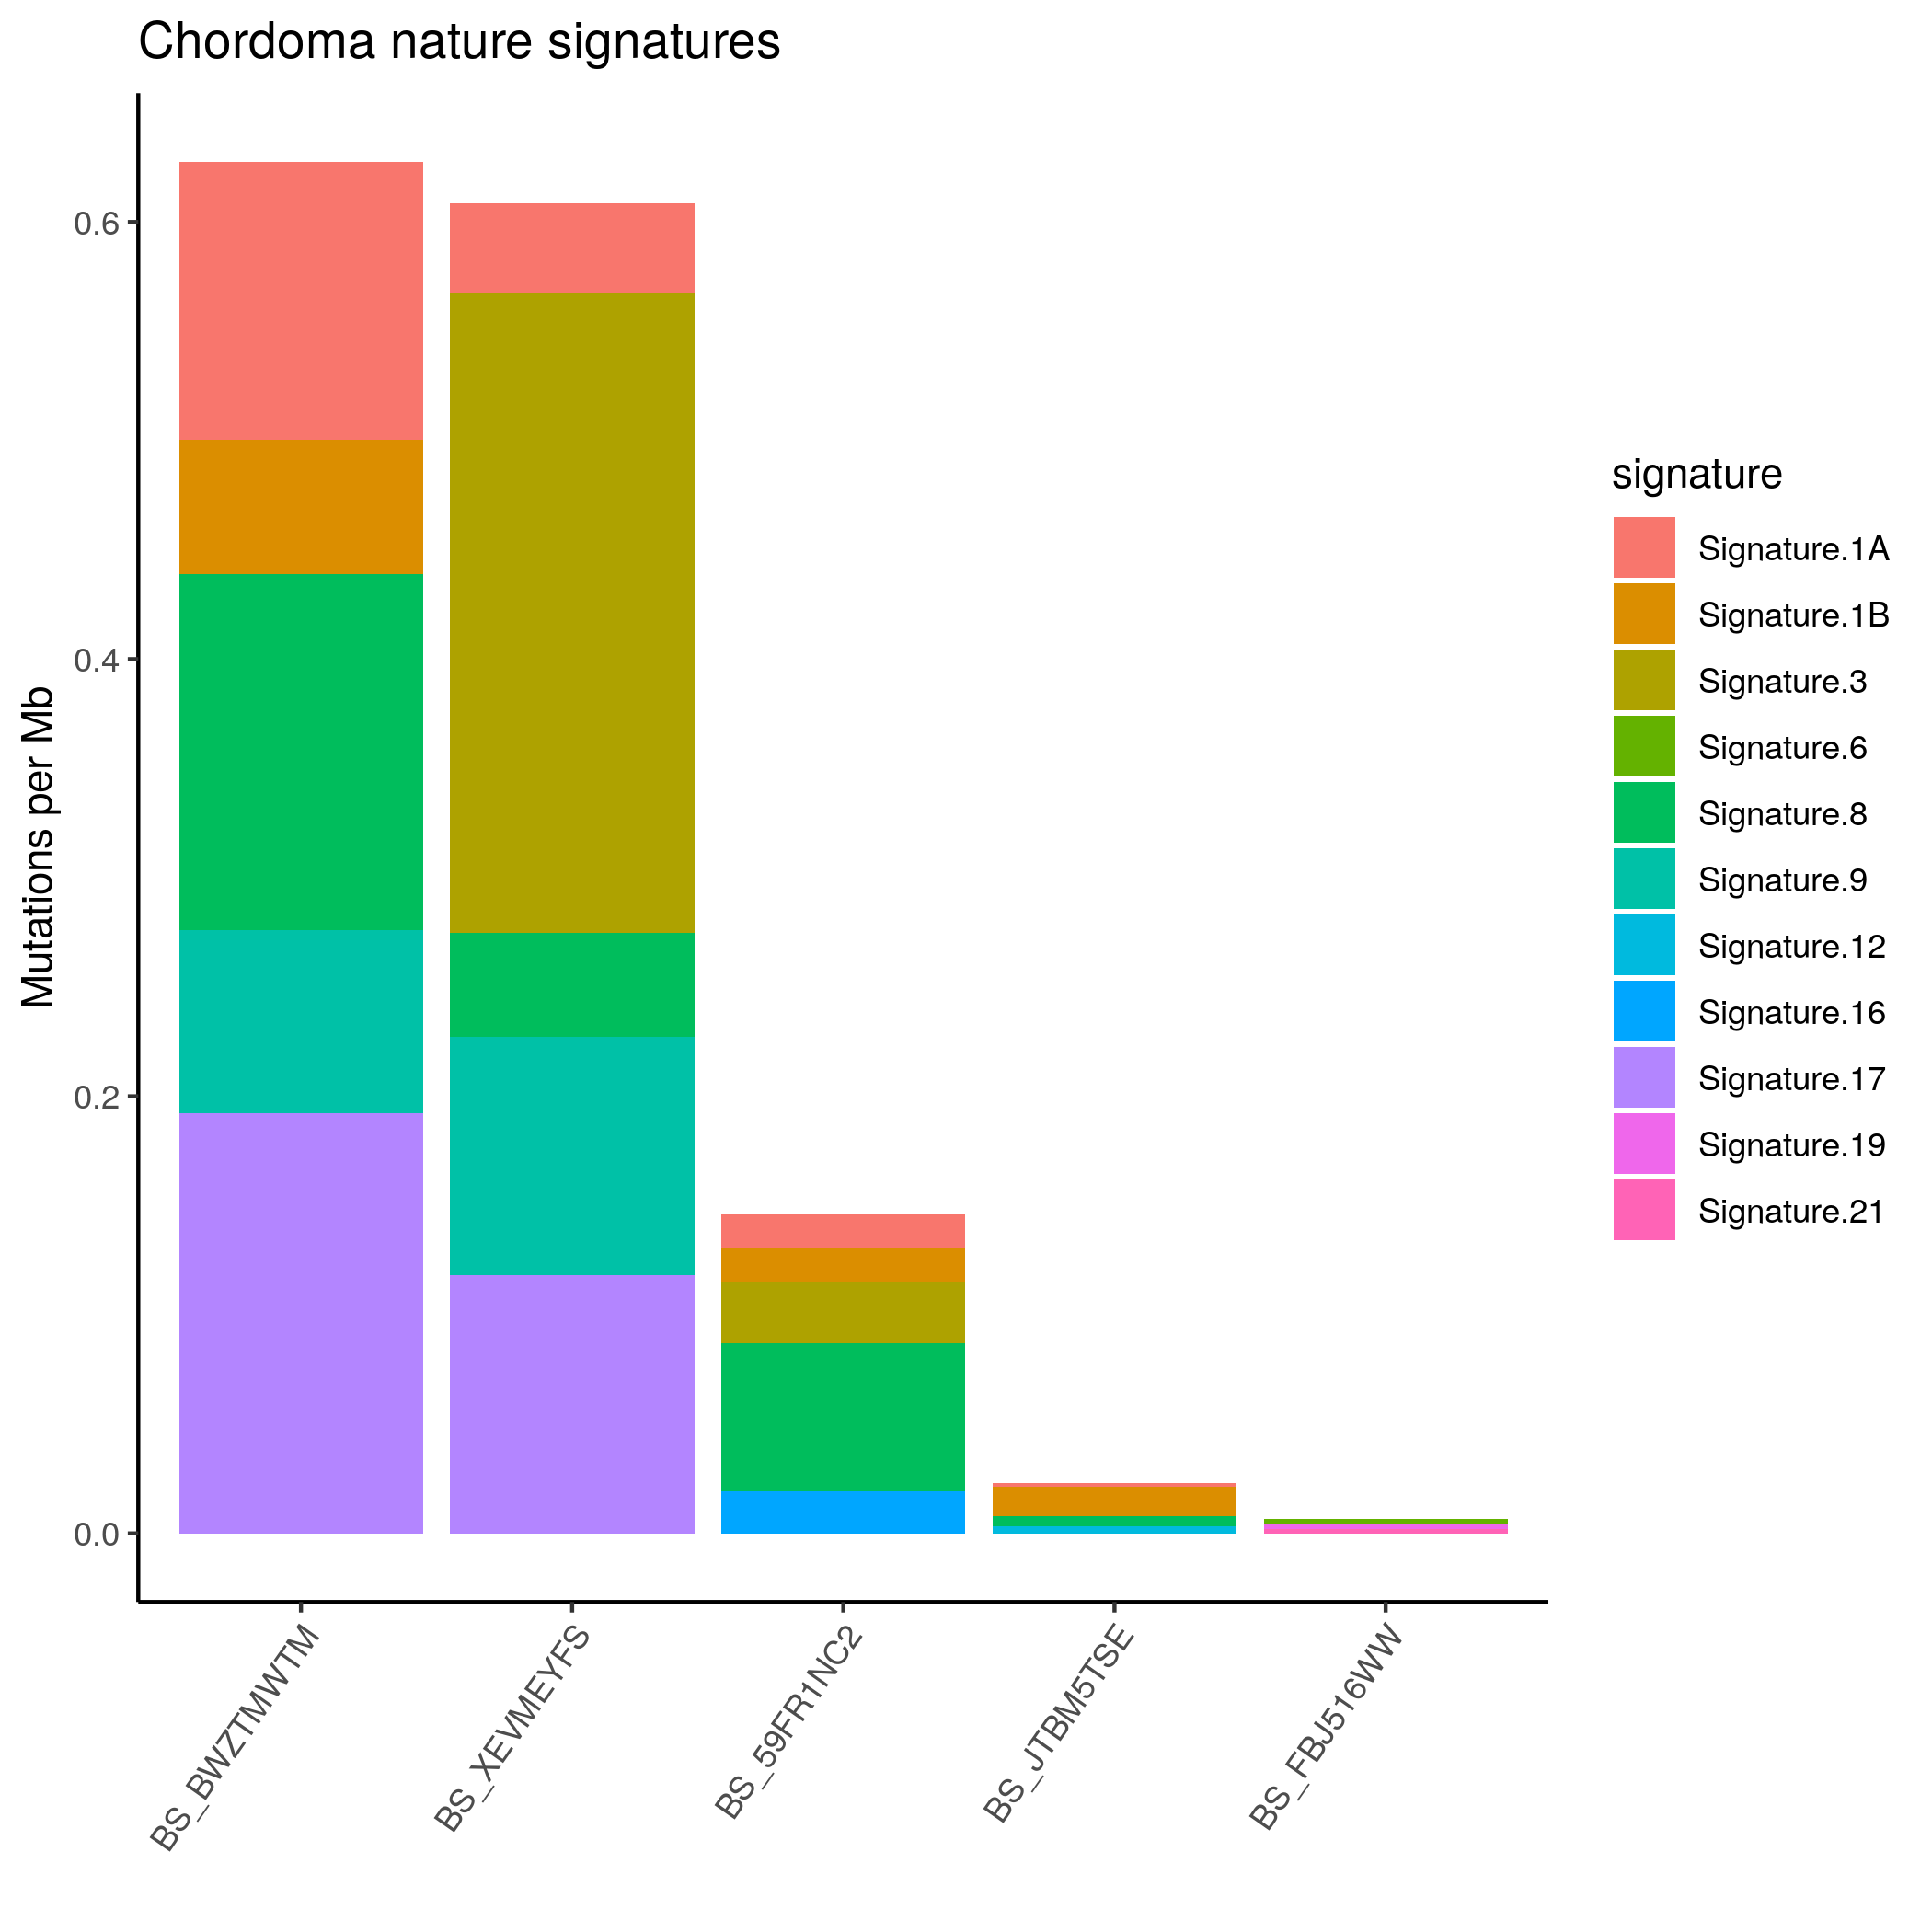 Chordoma nature signatures
Mutations per Mb
0.6
0.4
0.2
0.0
BS_BWZTMWTM
BS_XEVMEYFS
BS_59FR1NC2
BS_JTBM5TSE
BS_FBJ516WW
signature
Signature.1A
Signature.1B
Signature.3
Signature.6
Signature.8
Signature.9
Signature.12
Signature.16
Signature.17
Signature.19
Signature.21